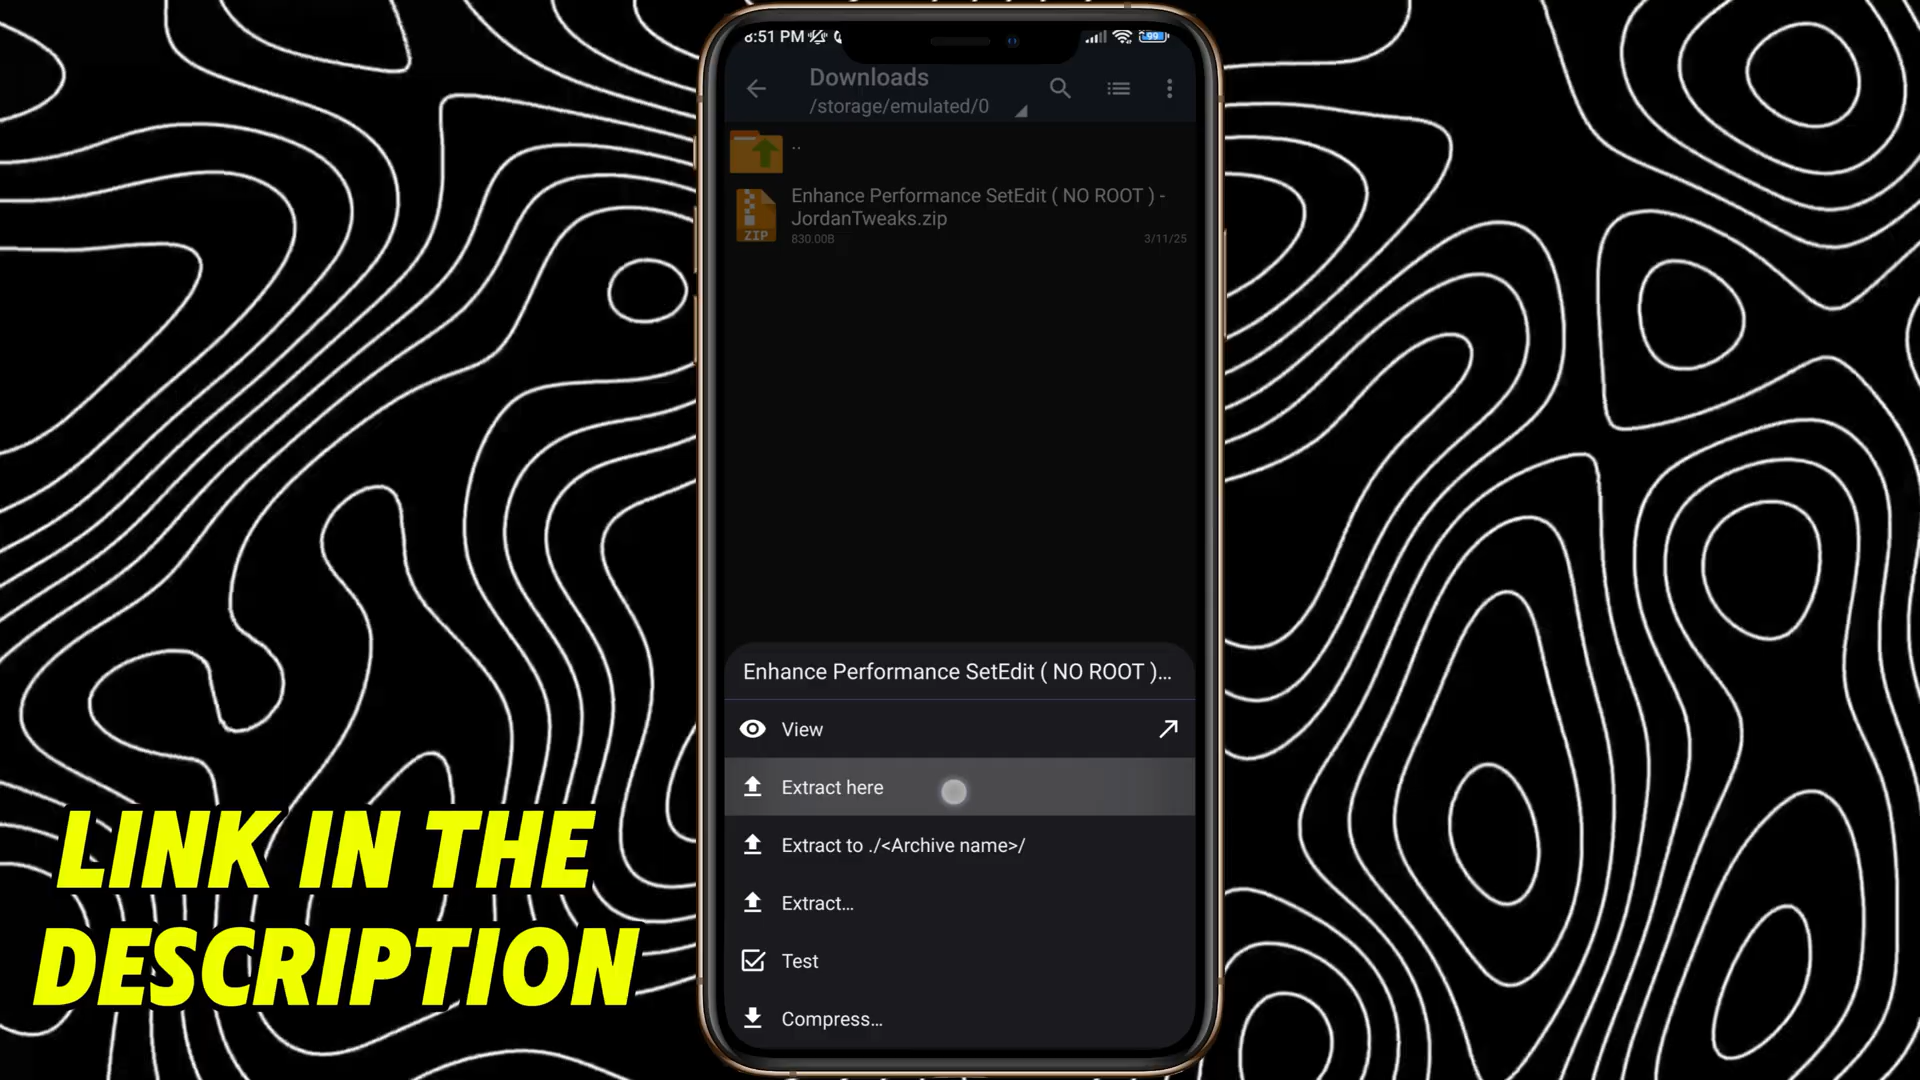 6:51 PM
99
Downloads
/storage/emulated/0
..
Enhance Performance SetEdit ( NO ROOT ) -
JordanTweaks.zip
ZIP
830.00B
3/11/25
Enhance Performance SetEdit ( NO ROOT )...
View
Extract here
Extract to ./<Archive name>/
Extract...
Test
Compress...
LINK IN THE
DESCRIPTION